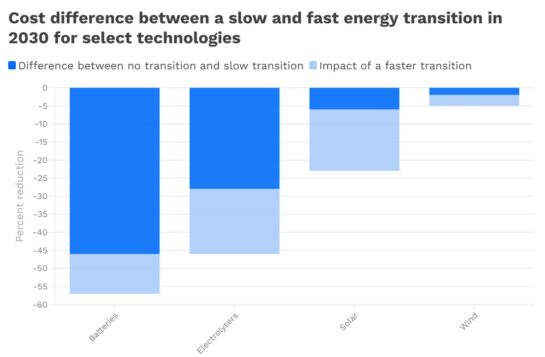 Cost difference between a slow and fast energy transition in
2030 for select technologies
Difference between no transition and slow transition Impact of a faster transition
0
-5
-10
-15
-20
-25
-30
-35
-40
-45
-50
-55
-60
Percent reduction
Batteries
Electrolysers
Solar
Wind